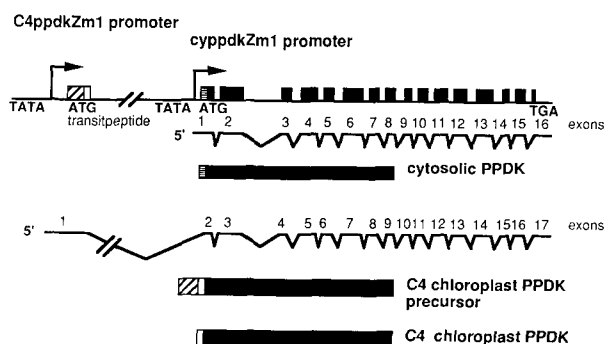 C4ppdkZm1 promoter
cyppdkZm1 promoter
TATA ATG TATA ATG TGA
transitpeptide
1 2 3 4 5 6 7 8 9 10 11 12 13 14 15 16 exons
5'
cytosolic PPDK
5' 1 2 3 4 5 6 7 8 9 10 11 12 13 14 15 16 17 exons
C4 chloroplast PPDK
precursor
C4 chloroplast PPDK